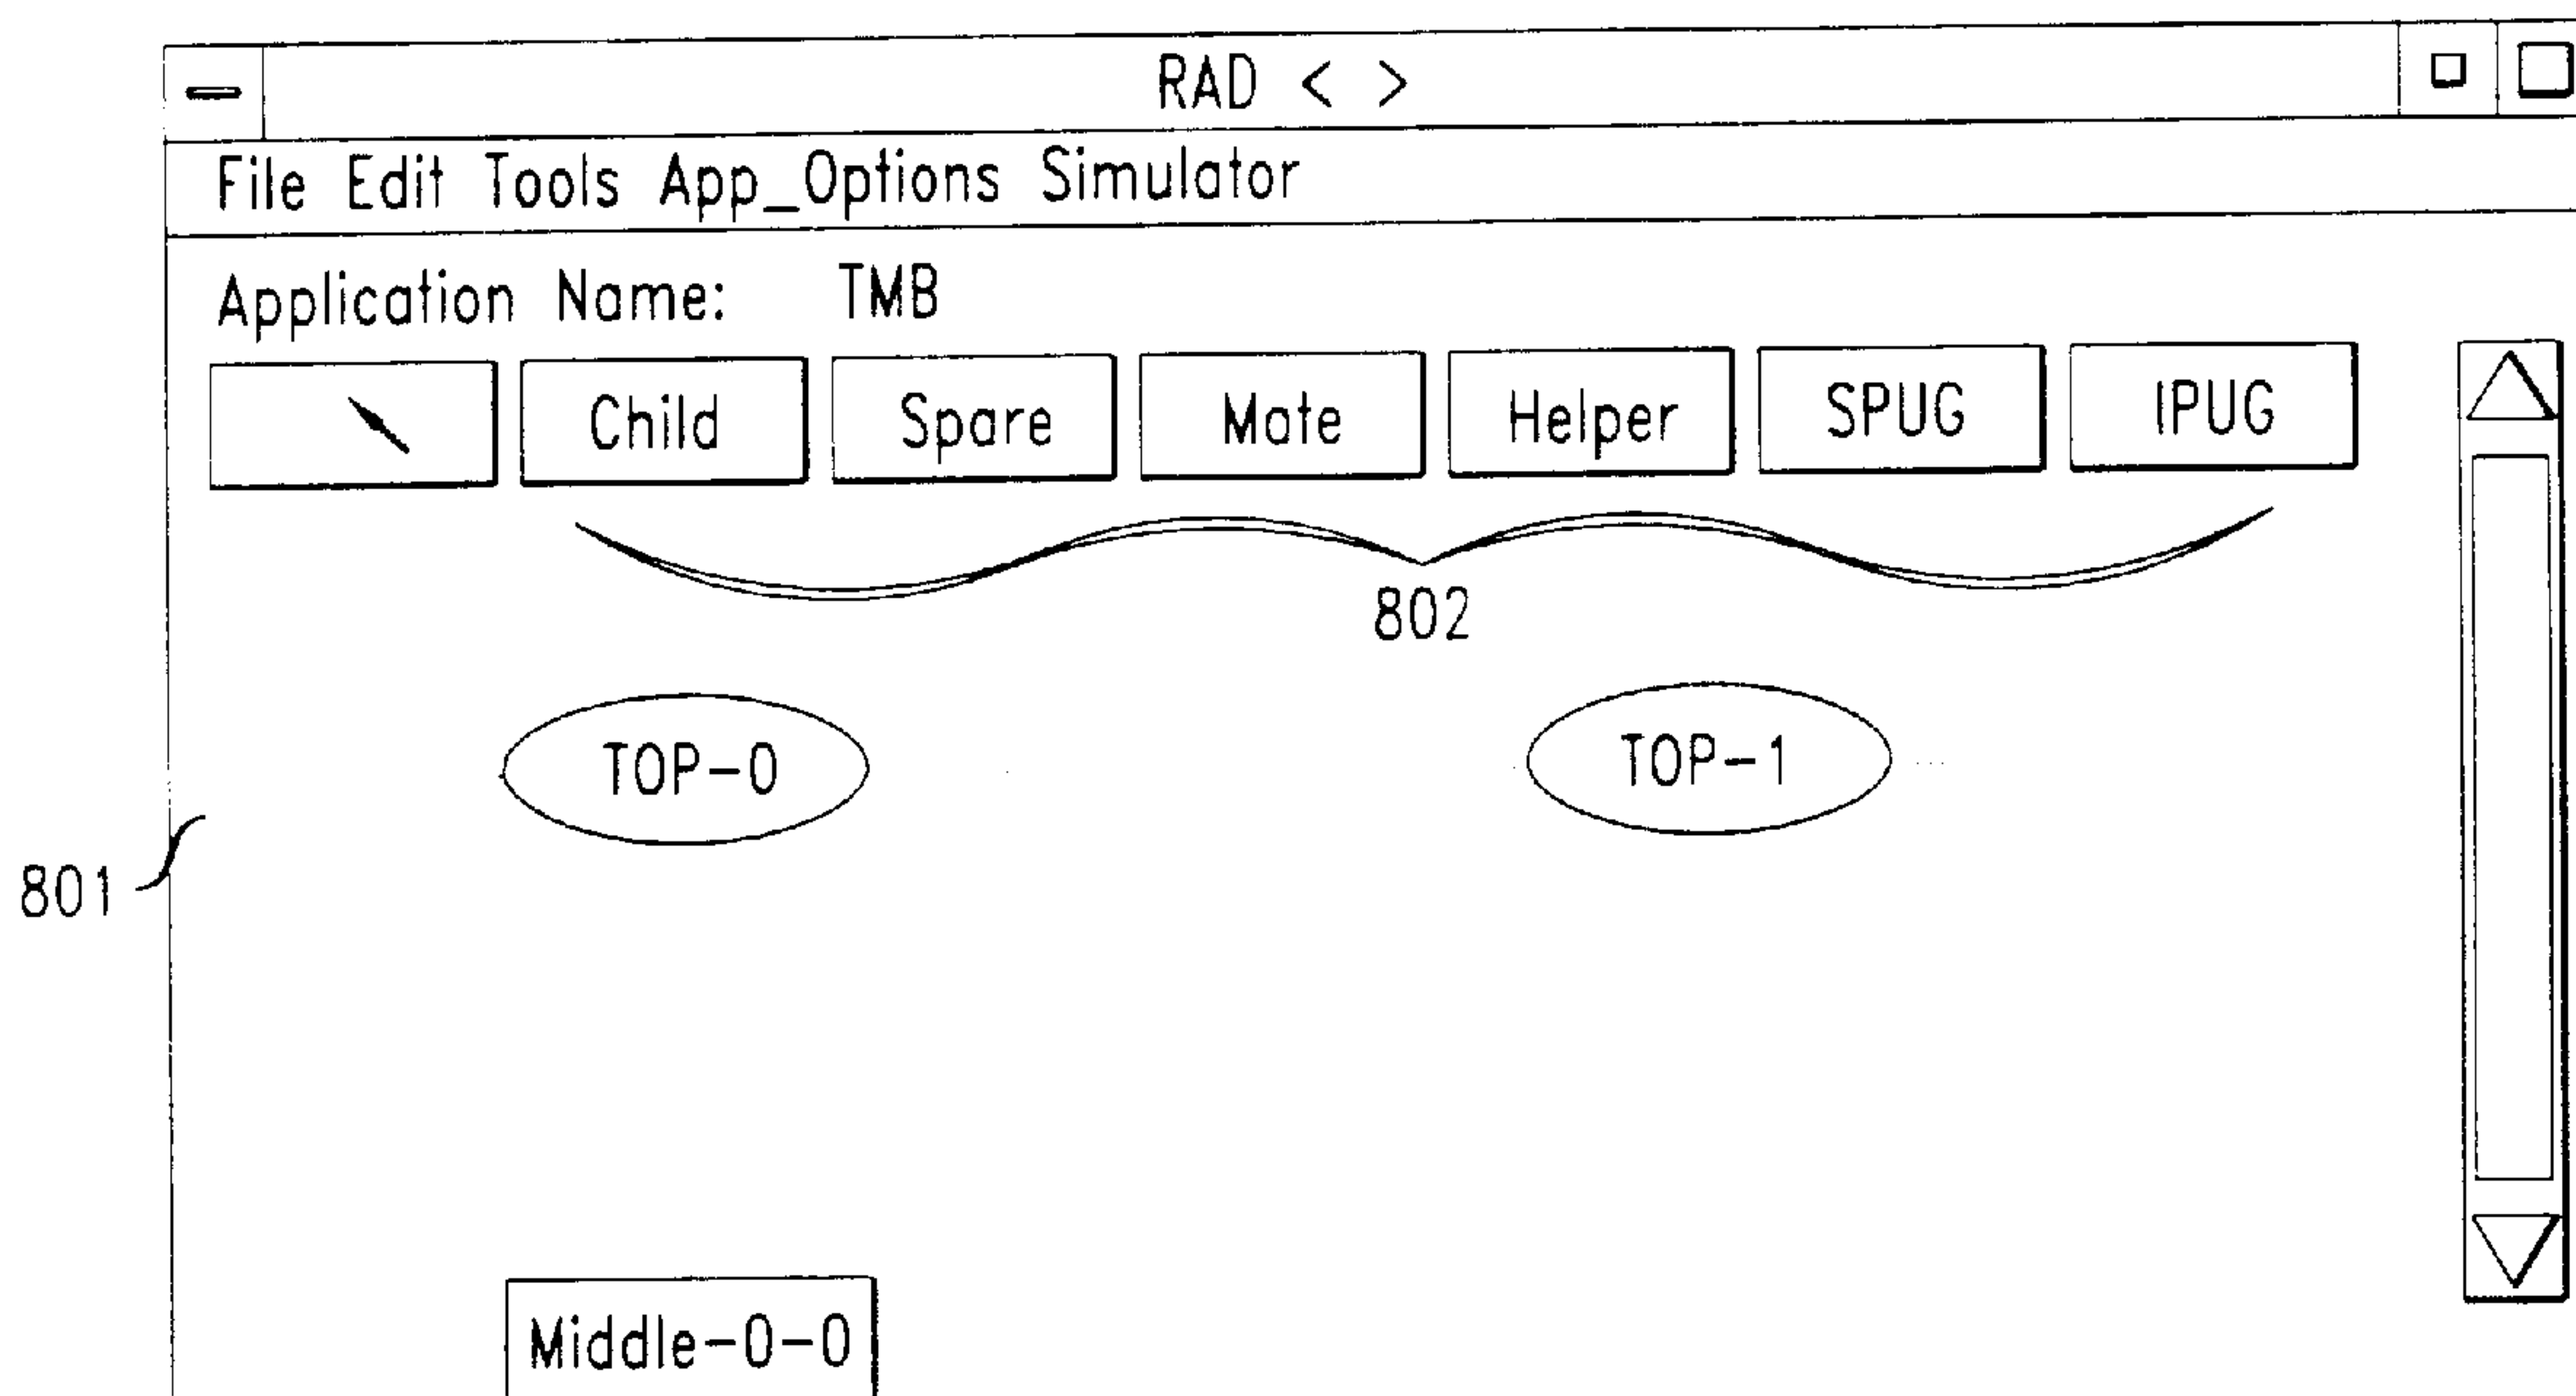 RAD < >
File Edit Tools App_Options Simulator
Application Name: TMB
Child Spare Mate Helper SPUG IPUG
802
TOP-0 TOP-1
801
Middle-0-0